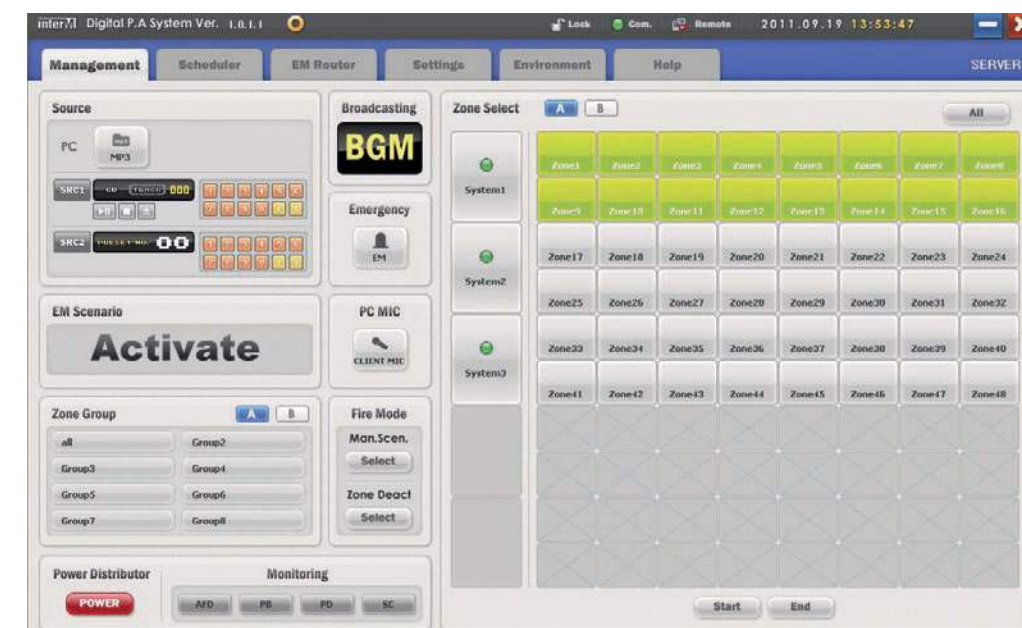 inter-M Digital P.A System Ver. 1.0.1.1 Lock Com. Remote 2011.09.19 13:53:47
Management Scheduler EM Router Settings Environment Help SERVER
Source
PC MP3
SRC1 CD TRACK 000
SRC2 PRESET NO. 00
Broadcasting
BGM
Emergency
EM
EM Scenario
Activate
PC MIC
CLIENT MIC
Zone Group A B
all Group2
Group3 Group4
Group5 Group6
Group7 Group8
Fire Mode
Man.Scen.
Select
Zone Deact
Select
Power Distributor
POWER
Monitoring
AFD PB PD SC
Zone Select A B All
System1
Zone1 Zone2 Zone3 Zone4 Zone5 Zone6 Zone7 Zone8
Zone9 Zone10 Zone11 Zone12 Zone13 Zone14 Zone15 Zone16
System2
Zone17 Zone18 Zone19 Zone20 Zone21 Zone22 Zone23 Zone24
Zone25 Zone26 Zone27 Zone28 Zone29 Zone30 Zone31 Zone32
System3
Zone33 Zone34 Zone35 Zone36 Zone37 Zone38 Zone39 Zone40
Zone41 Zone42 Zone43 Zone44 Zone45 Zone46 Zone47 Zone48
Start End